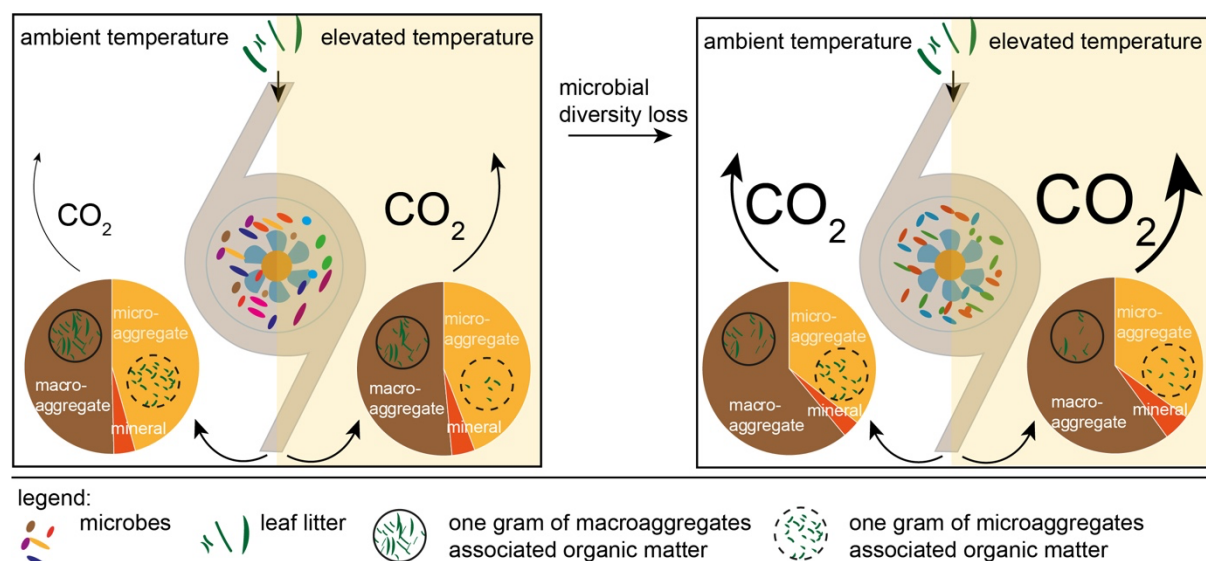 ambient temperature
elevated temperature
CO2
CO2
micro-
aggregate
macro-
aggregate
mineral
micro-
aggregate
macro-
aggregate
mineral
microbial
diversity loss
ambient temperature
elevated temperature
CO2
CO2
micro-
aggregate
macro-
aggregate
mineral
micro-
aggregate
macro-
aggregate
mineral
legend:
microbes
leaf litter
one gram of macroaggregates
associated organic matter
one gram of microaggregates
associated organic matter